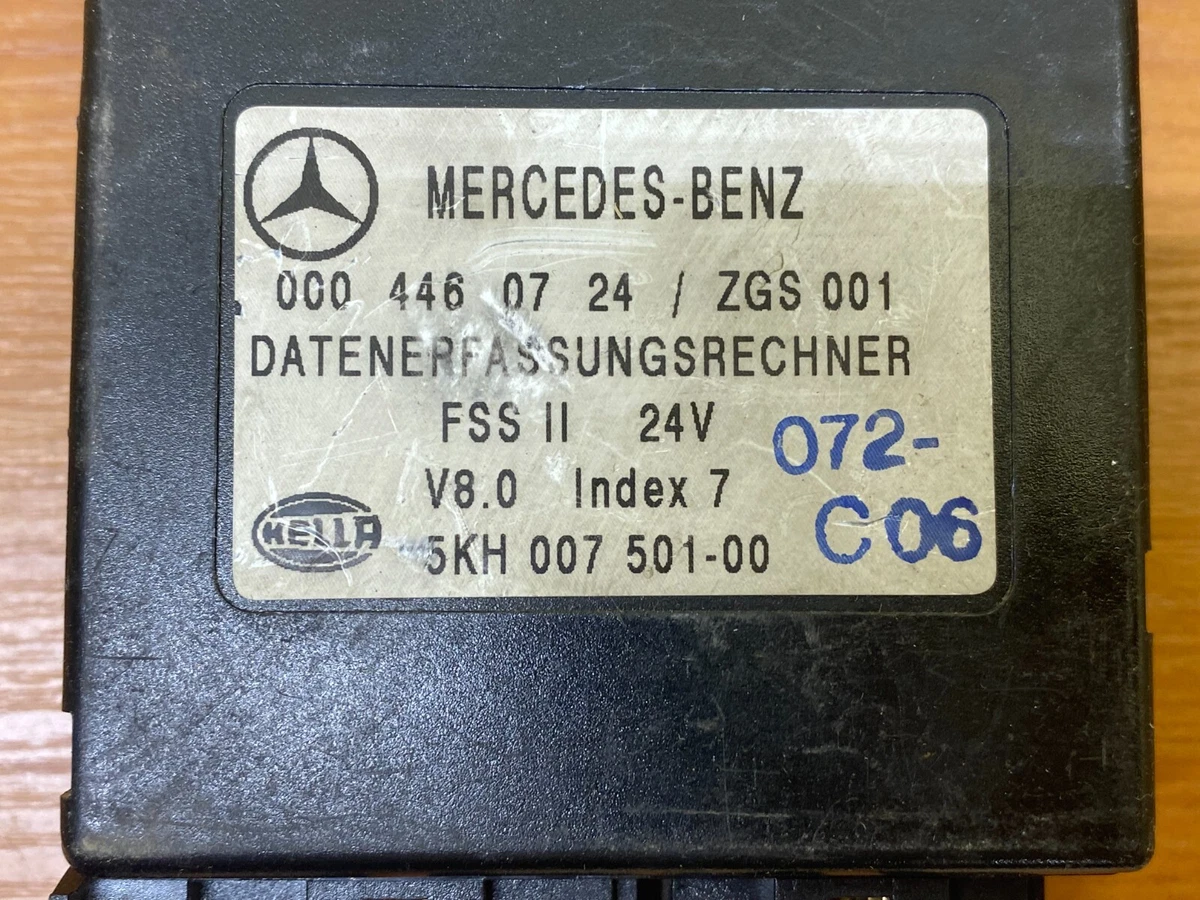 MERCEDES-BENZ
000 446 07 24 / ZGS 001
DATENERFASSUNGSRECHNER
FSS II 24V
072-
V8.0 Index 7
C06
HELLA
5KH 007 501-00